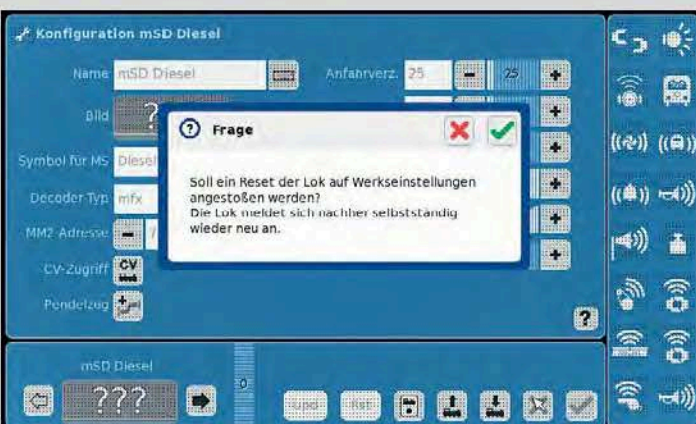 Konfiguration mSD Diesel
Name mSD Diesel
Anfahrverz. 25 - 25 +
Bild ?
+
Frage
Symbol für MS Diesel
+
Soll ein Reset der Lok auf Werkseinstellungen
angestoßen werden?
Die Lok meldet sich nachher selbstständig
wieder neu an.
Decoder Typ mfx
+
MM2-Adresse -
+
CV-Zugriff CV
+
Pendelzug
?
mSD Diesel
???
0
Upd Rst